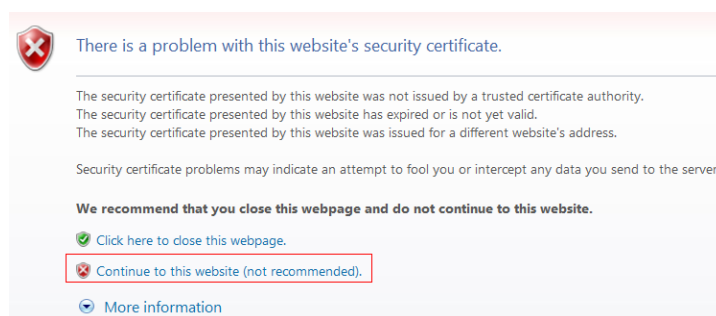 There is a problem with this website's security certificate.
The security certificate presented by this website was not issued by a trusted certificate authority.
The security certificate presented by this website has expired or is not yet valid.
The security certificate presented by this website was issued for a different website's address.
Security certificate problems may indicate an attempt to fool you or intercept any data you send to the server
We recommend that you close this webpage and do not continue to this website.
Click here to close this webpage.
Continue to this website (not recommended).
More information